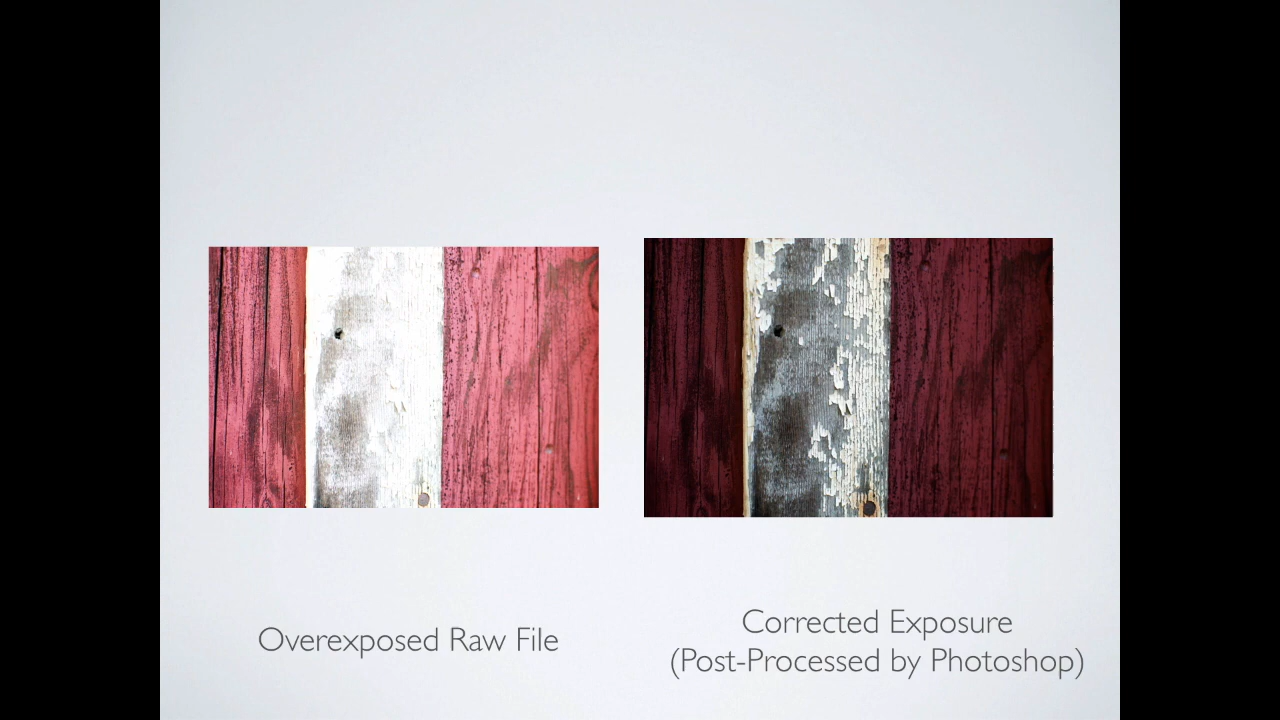 Overexposed Raw File
Corrected Exposure
(Post-Processed by Photoshop)